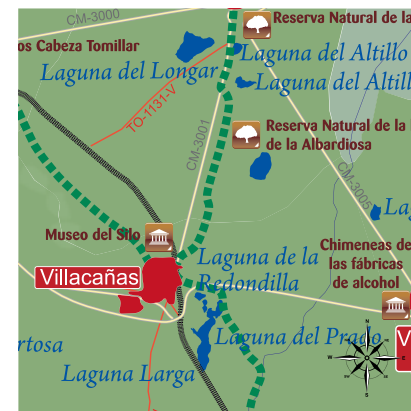 CM-3000
Reserva Natural de la
os Cabeza Tomillar
Laguna del Altillo
Laguna del Longar
Laguna del Altill
TO-1131-V
CM-3001
Reserva Natural de la
de la Albardiosa
CM-3005
Lag
Museo del Silo
Chimeneas de
las fábricas
de alcohol
Laguna de la
Redondilla
Villacañas
Laguna del Prado
rtosa
Laguna Larga
V
N
W
E
S